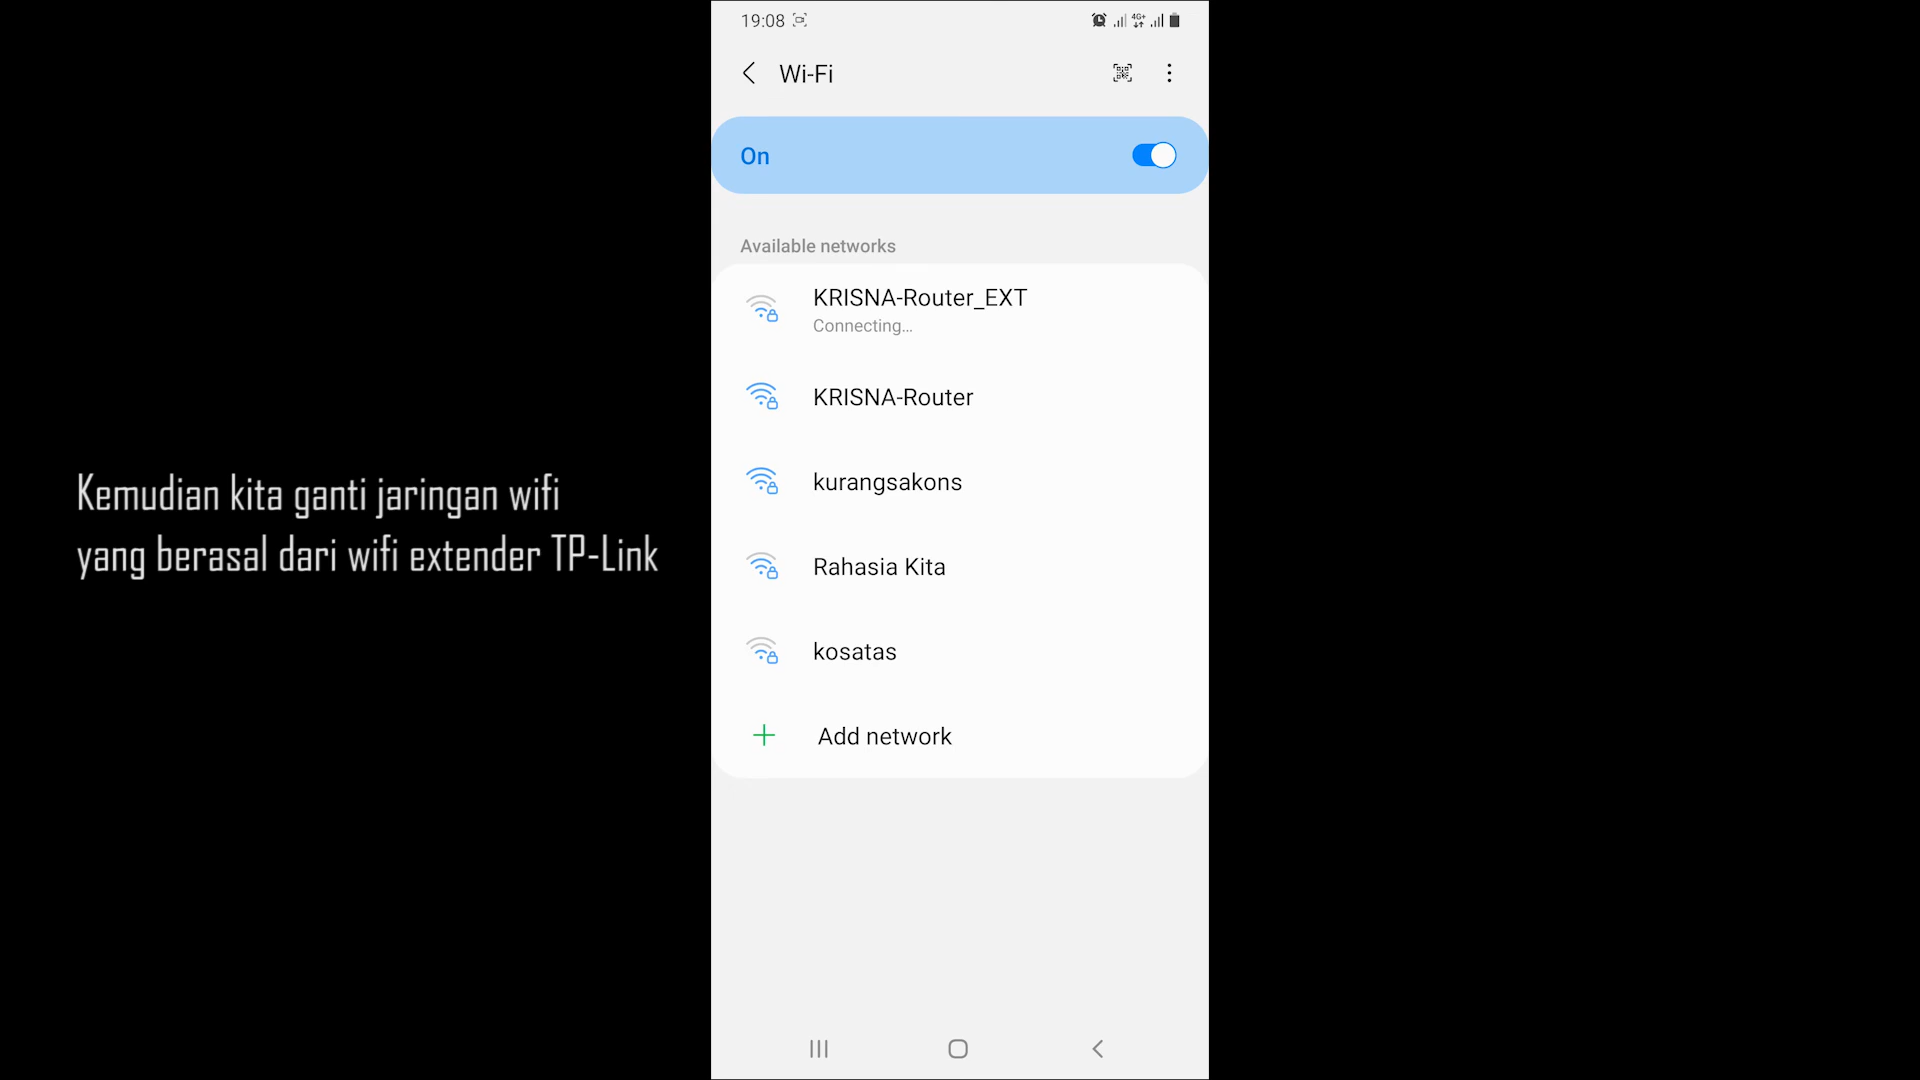 19:08
4G+
Wi-Fi
On
Available networks
KRISNA-Router_EXT
Connecting...
KRISNA-Router
kurangsakons
Rahasia Kita
kosatas
Add network
Kemudian kita ganti jaringan wifi
yang berasal dari wifi extender TP-Link